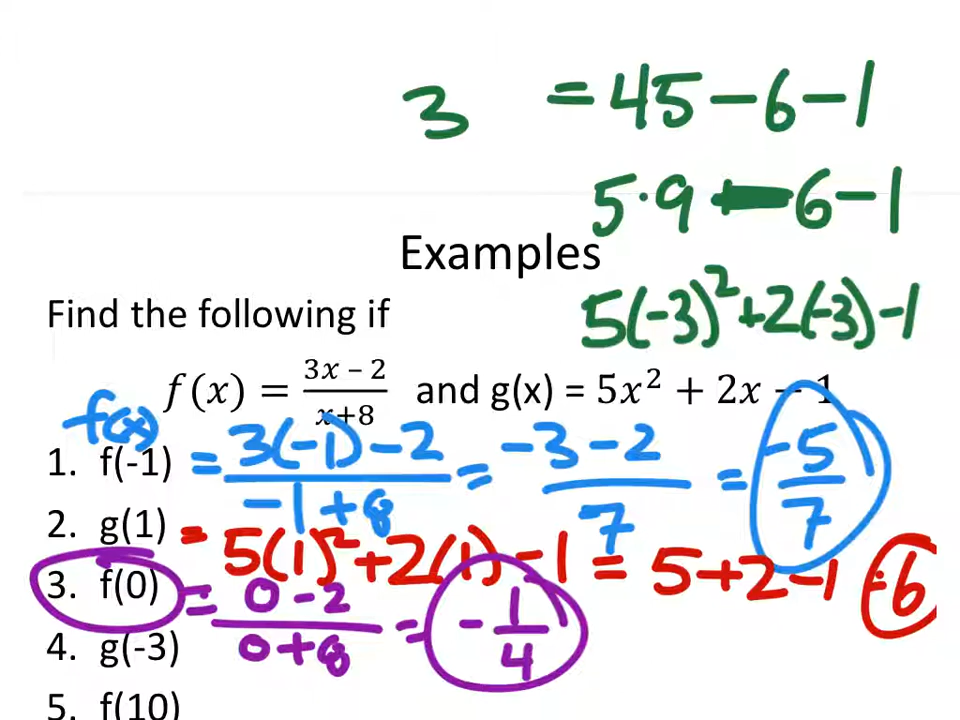 3 = 45 - 6 - 1
5·9 - 6 - 1
Examples
5(-3)² + 2(-3) - 1
Find the following if
f(x) = (3x – 2)/(x+8) and g(x) = 5x² + 2x – 1
f(x)
1. f(-1) = (3(-1) - 2)/(-1 + 8) = (-3 - 2)/7 = -5/7
2. g(1) = 5(1)² + 2(1) - 1 = 5 + 2 - 1 = 6
3. f(0) = (0 - 2)/(0 + 8) = -1/4
4. g(-3)
5. f(10)